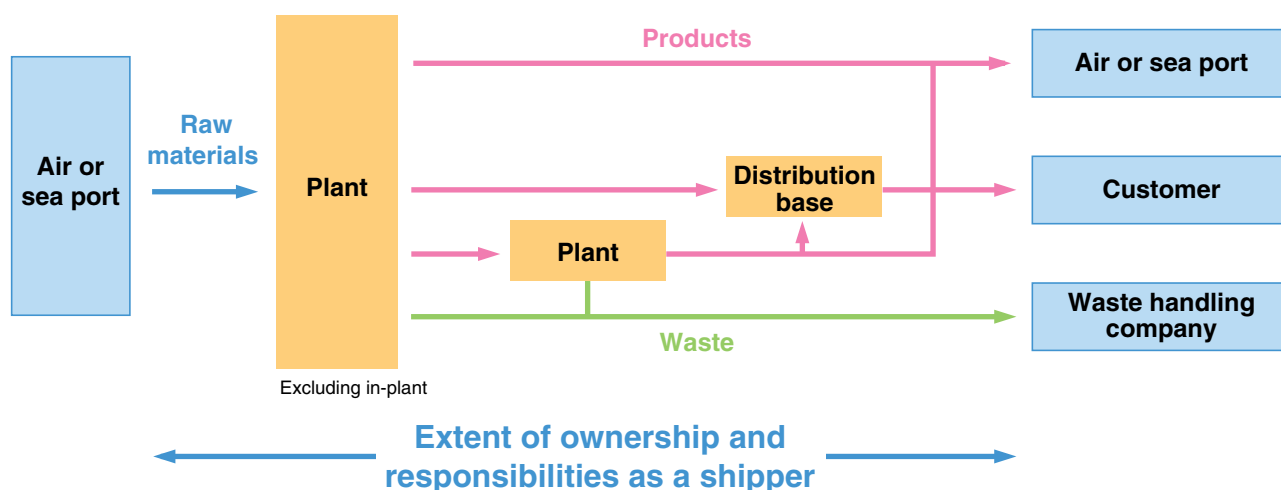 Products
Air or sea port
Raw
materials
Air or
sea port
Plant
Distribution
base
Customer
Plant
Waste handling
company
Waste
Excluding in-plant
Extent of ownership and
responsibilities as a shipper